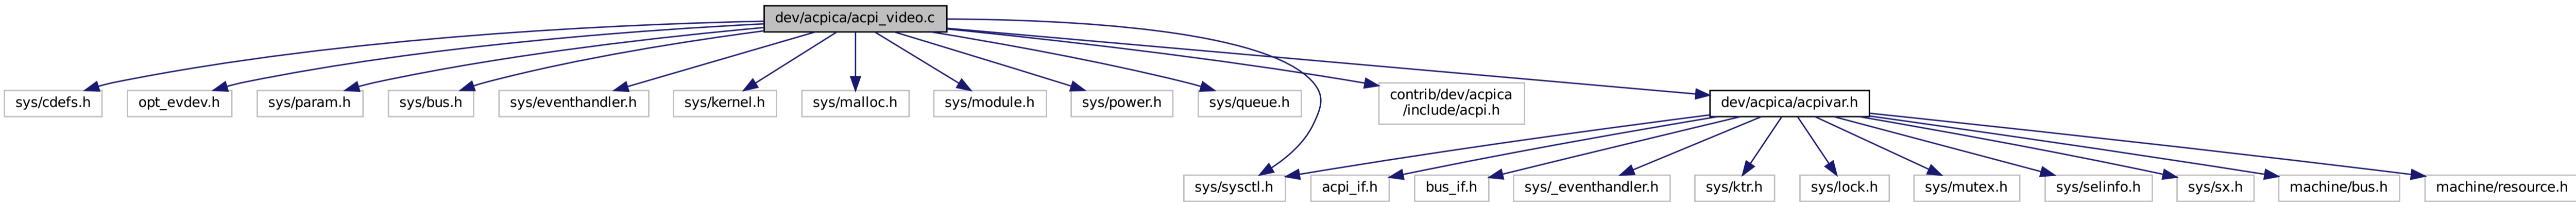 dev/acpica/acpi_video.c
sys/cdefs.h
opt_evdev.h
sys/param.h
sys/bus.h
sys/eventhandler.h
sys/kernel.h
sys/malloc.h
sys/module.h
sys/power.h
sys/queue.h
contrib/dev/acpica
/include/acpi.h
dev/acpica/acpivar.h
sys/sysctl.h
acpi_if.h
bus_if.h
sys/_eventhandler.h
sys/ktr.h
sys/lock.h
sys/mutex.h
sys/selinfo.h
sys/sx.h
machine/bus.h
machine/resource.h